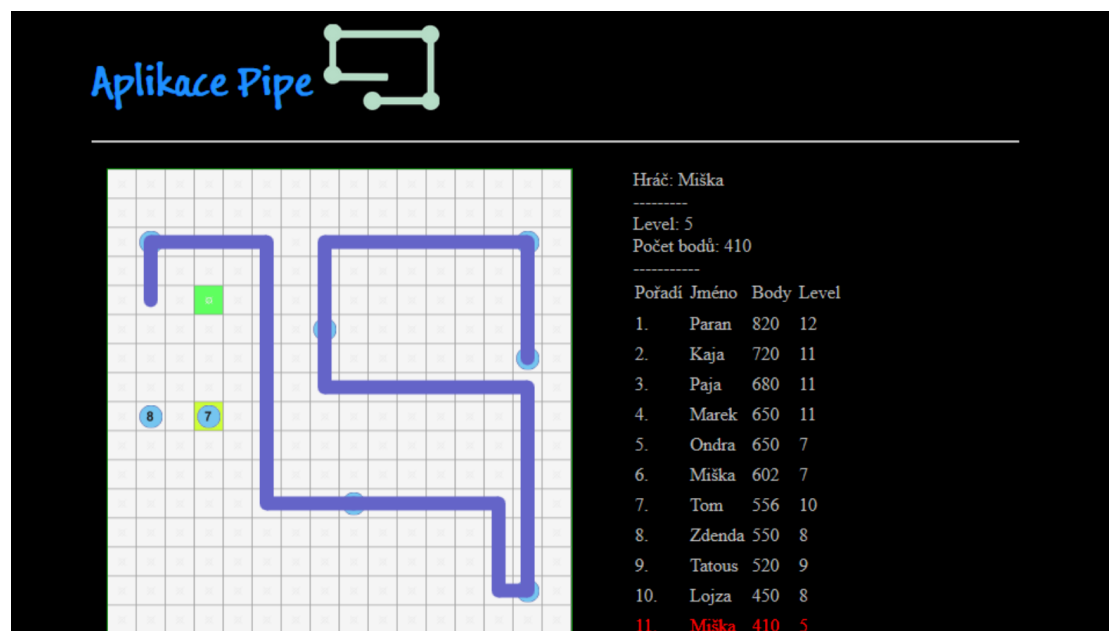 Aplikace Pipe
8 7
Hráč: Miška
---------
Level: 5
Počet bodů: 410
-----------
Pořadí Jméno Body Level
1. Paran 820 12
2. Kaja 720 11
3. Paja 680 11
4. Marek 650 11
5. Ondra 650 7
6. Miška 602 7
7. Tom 556 10
8. Zdenda 550 8
9. Tatous 520 9
10. Lojza 450 8
11. Miška 410 5